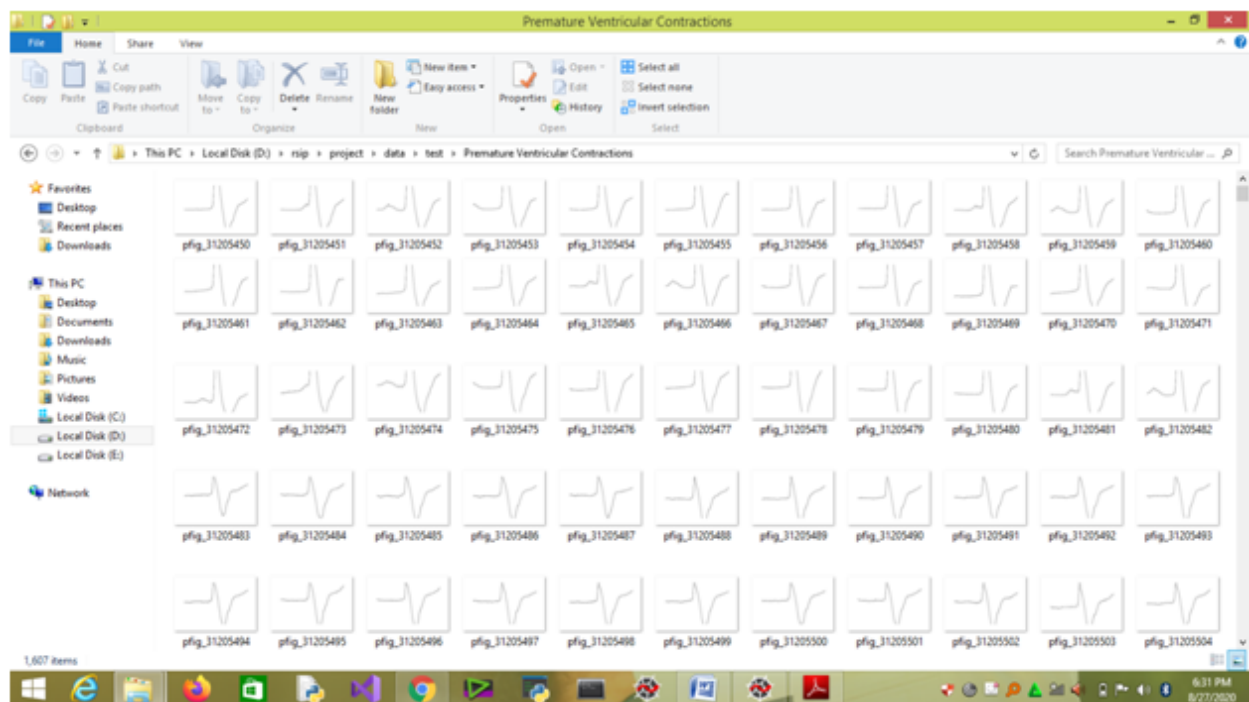 Premature Ventricular Contractions
File Home Share View
Cut
Copy path
Paste shortcut
Copy Paste
Move to
Copy to
Delete Rename
New folder
New item
Easy access
Properties
Open
Edit
History
Select all
Select none
Invert selection
Clipboard Organize New Open Select
This PC Local Disk (D:) rsip project data test Premature Ventricular Contractions
Search Premature Ventricular ...
Favorites
Desktop
Recent places
Downloads
This PC
Desktop
Documents
Downloads
Music
Pictures
Videos
Local Disk (C:)
Local Disk (D:)
Local Disk (E:)
Network
pfig_31205450 pfig_31205451 pfig_31205452 pfig_31205453 pfig_31205454 pfig_31205455 pfig_31205456 pfig_31205457 pfig_31205458 pfig_31205459 pfig_31205460
pfig_31205461 pfig_31205462 pfig_31205463 pfig_31205464 pfig_31205465 pfig_31205466 pfig_31205467 pfig_31205468 pfig_31205469 pfig_31205470 pfig_31205471
pfig_31205472 pfig_31205473 pfig_31205474 pfig_31205475 pfig_31205476 pfig_31205477 pfig_31205478 pfig_31205479 pfig_31205480 pfig_31205481 pfig_31205482
pfig_31205483 pfig_31205484 pfig_31205485 pfig_31205486 pfig_31205487 pfig_31205488 pfig_31205489 pfig_31205490 pfig_31205491 pfig_31205492 pfig_31205493
pfig_31205494 pfig_31205495 pfig_31205496 pfig_31205497 pfig_31205498 pfig_31205499 pfig_31205500 pfig_31205501 pfig_31205502 pfig_31205503 pfig_31205504
1,607 items
6:31 PM
8/27/2020